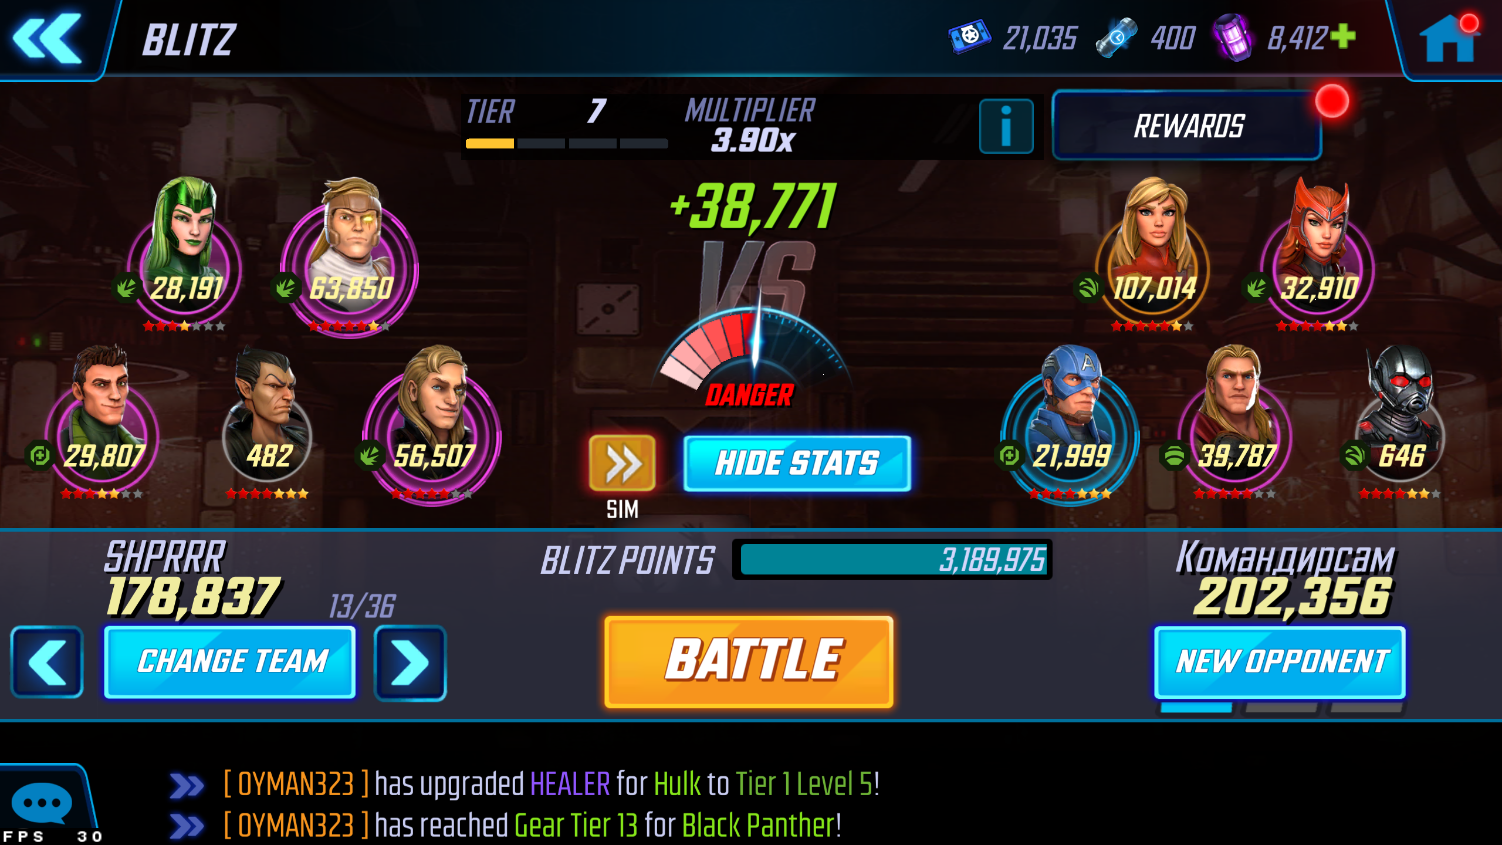 BLITZ
21,035
400
8,412
TIER 7
MULTIPLIER
3.90x
REWARDS
+38,771
VS
28,191
63,850
107,014
32,910
DANGER
29,807
482
56,507
21,999
39,787
646
HIDE STATS
SIM
SHPRRR
178,837
13/36
BLITZ POINTS
3,189,975
Командирсам
202,356
CHANGE TEAM
BATTLE
NEW OPPONENT
[ OYMAN323 ] has upgraded HEALER for Hulk to Tier 1 Level 5!
[ OYMAN323 ] has reached Gear Tier 13 for Black Panther!
FPS 30